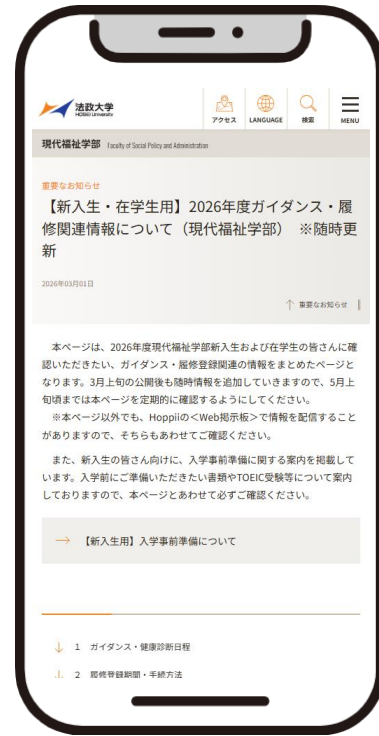 法政大学
HOSEI University
アクセス
LANGUAGE
検索
MENU
現代福祉学部 Faculty of Social Policy and Administration
重要なお知らせ
【新入生・在学生用】2026年度ガイダンス・履
修関連情報について（現代福祉学部） ※随時更
新
2026年03月01日
↑ 重要なお知らせ
本ページは、2026年度現代福祉学部新入生および在学生の皆さんに確
認いただきたい、ガイダンス・履修登録関連の情報をまとめたページと
なります。3月上旬の公開後も随時情報を追加していきますので、5月上
旬頃までは本ページを定期的に確認するようにしてください。
※本ページ以外でも、Hoppiiの<Web掲示板>で情報を配信すること
がありますので、そちらもあわせてご確認ください。
また、新入生の皆さん向けに、入学事前準備に関する案内を掲載して
います。入学前にご準備いただきたい書類やTOEIC受験等について案内
しておりますので、本ページとあわせて必ずご確認ください。
→ 【新入生用】入学事前準備について
↓ 1 ガイダンス・健康診断日程
2 履修登録期間・手続方法